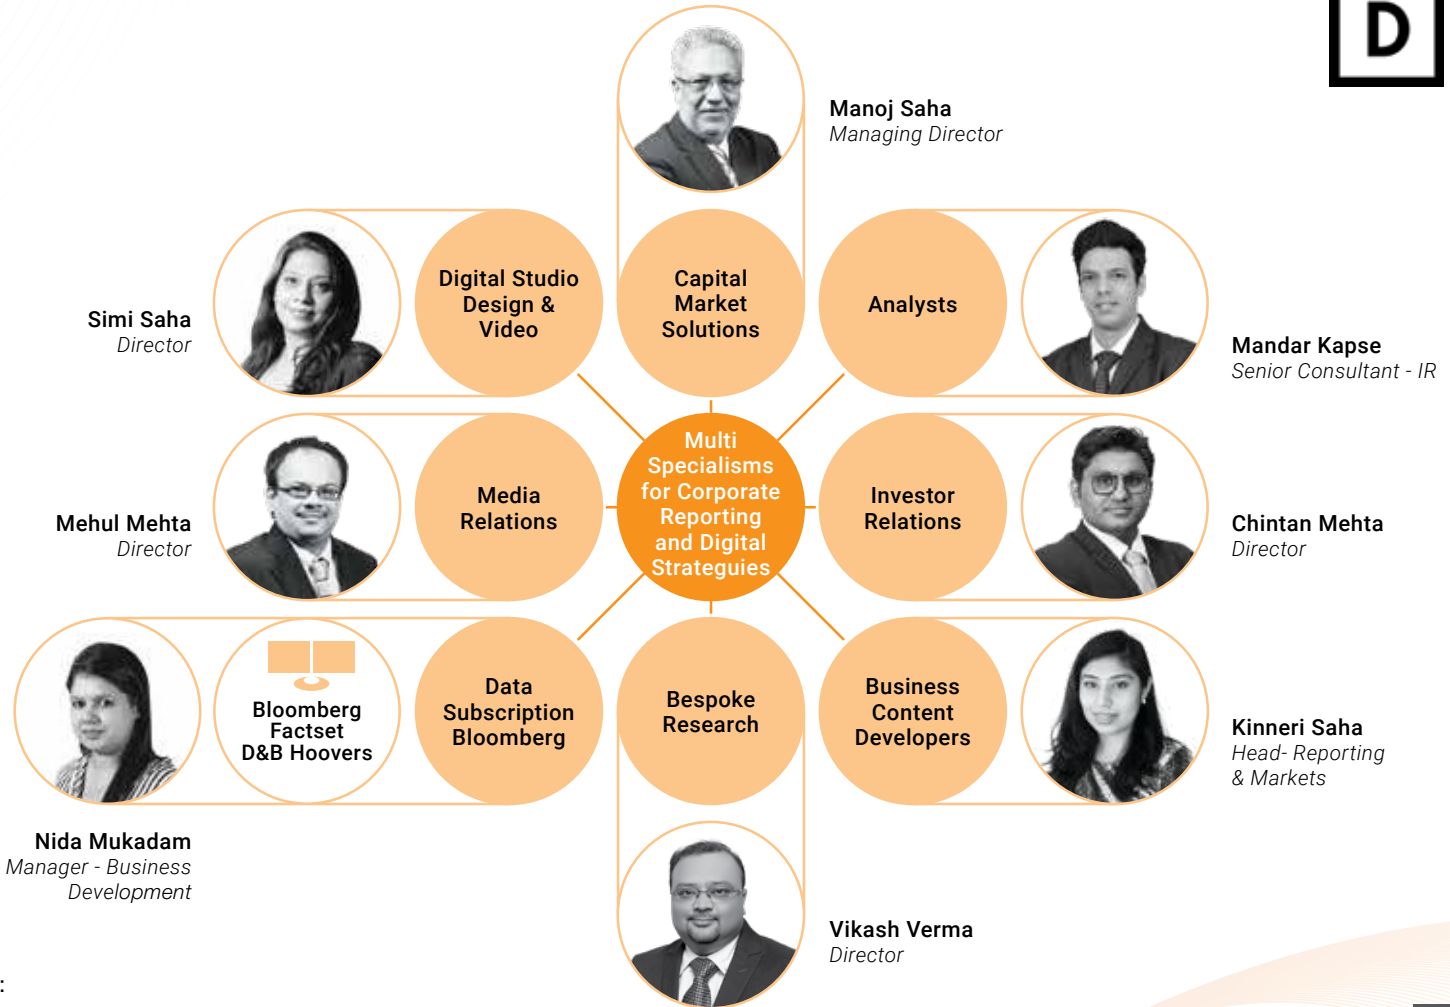 D
Manoj Saha
Managing Director
Digital Studio
Design &
Video
Capital
Market
Solutions
Analysts
Simi Saha
Director
Mandar Kapse
Senior Consultant - IR
Multi
Specialisms
for Corporate
Reporting
and Digital
Strateguies
Media
Relations
Investor
Relations
Mehul Mehta
Director
Chintan Mehta
Director
Bloomberg
Factset
D&B Hoovers
Data
Subscription
Bloomberg
Bespoke
Research
Business
Content
Developers
Kinneri Saha
Head- Reporting
& Markets
Nida Mukadam
Manager - Business
Development
Vikash Verma
Director
: